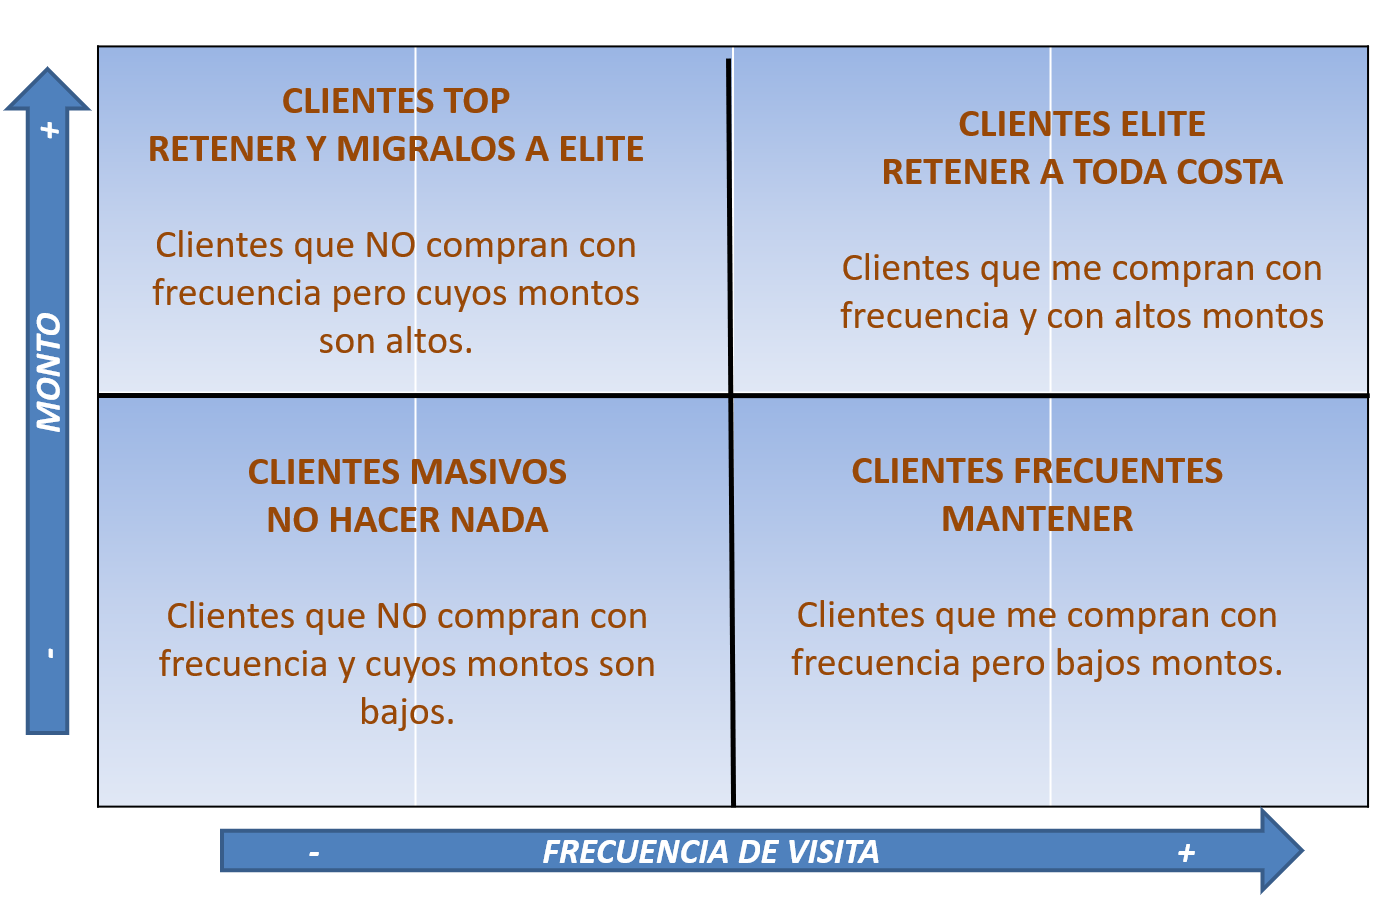 CLIENTES TOP
RETENER Y MIGRALOS A ELITE
Clientes que NO compran con
frecuencia pero cuyos montos
son altos.
CLIENTES ELITE
RETENER A TODA COSTA
Clientes que me compran con
frecuencia y con altos montos
+
MONTO
-
CLIENTES MASIVOS
NO HACER NADA
Clientes que NO compran con
frecuencia y cuyos montos son
bajos.
CLIENTES FRECUENTES
MANTENER
Clientes que me compran con
frecuencia pero bajos montos.
- FRECUENCIA DE VISITA +